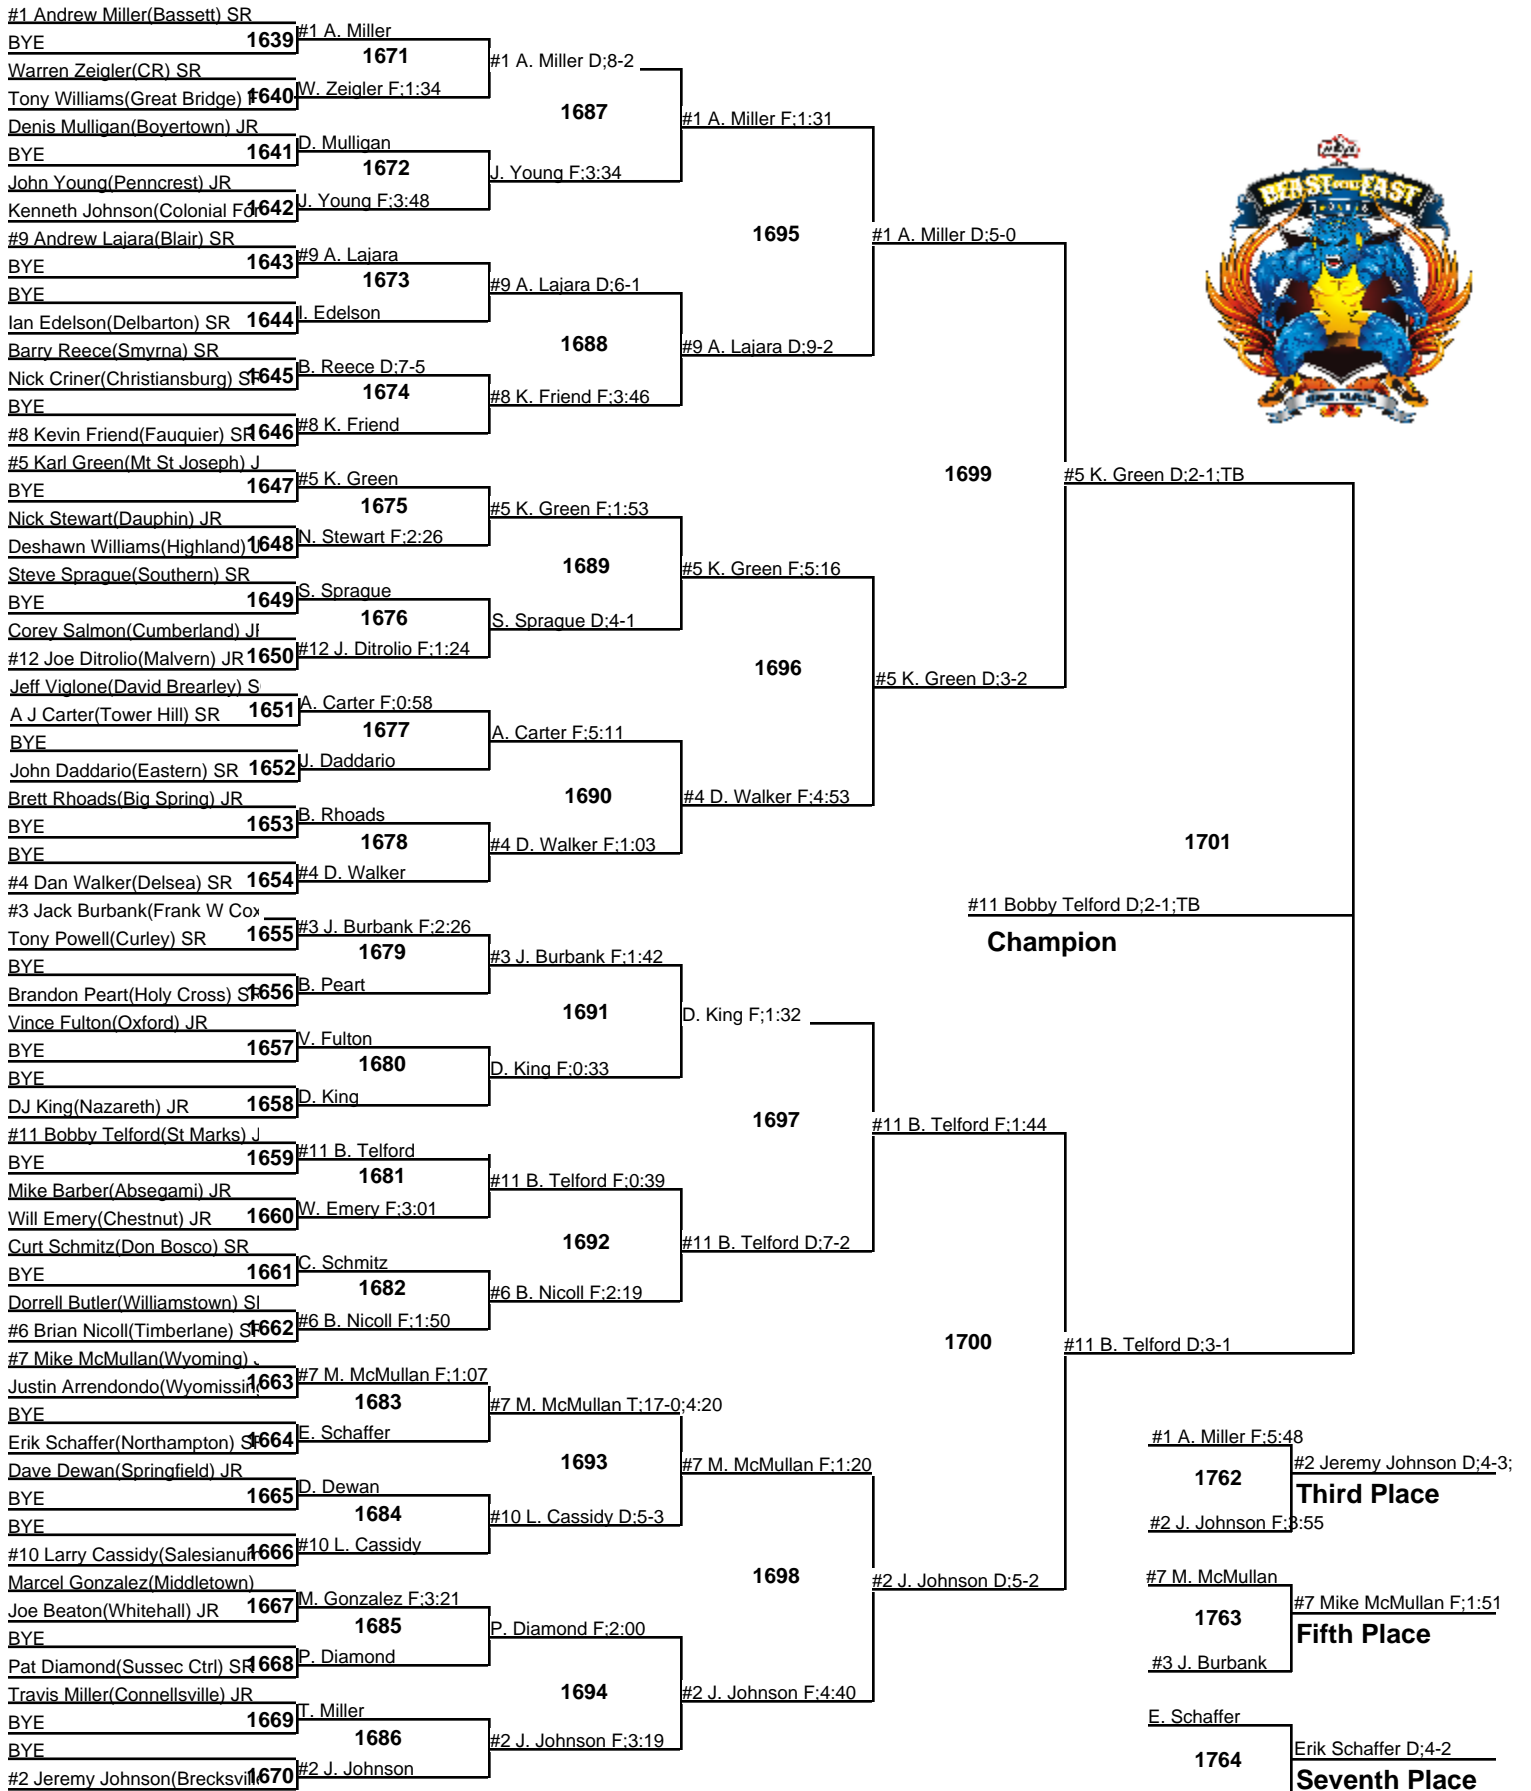 #1 Andrew Miller(Bassett) SR
BYE
1639
Warren Zeigler(CR) SR
Tony Williams(Great Bridge)
1640
Denis Mulligan(Boyertown) JR
BYE
1641
John Young(Penncrest) JR
Kenneth Johnson(Colonial
1642
#9 Andrew Lajara(Blair) SR
BYE
1643
BYE
Ian Edelson(Delbarton) SR
1644
Barry Reece(Smyrna) SR
Nick Criner(Christiansburg)
1645
BYE
#8 Kevin Friend(Fauquier) SR
1646
#5 Karl Green(Mt St Joseph) J
BYE
1647
Nick Stewart(Dauphin) JR
Deshawn Williams(Highland)
1648
Steve Sprague(Southern) SR
BYE
1649
Corey Salmon(Cumberland)
#12 Joe Ditrolio(Malvern) JR
1650
Jeff Viglone(David Brearley) S
A J Carter(Tower Hill) SR
1651
BYE
John Daddario(Eastern) SR
1652
Brett Rhoads(Big Spring) JR
BYE
1653
BYE
#4 Dan Walker(Delsea) SR
1654
#3 Jack Burbank(Frank W Cox
Tony Powell(Curley) SR
1655
BYE
Brandon Peart(Holy Cross) SR
1656
Vince Fulton(Oxford) JR
BYE
1657
BYE
DJ King(Nazareth) JR
1658
#11 Bobby Telford(St Marks) J
BYE
1659
Mike Barber(Absegami) JR
Will Emery(Chestnut) JR
1660
Curt Schmitz(Don Bosco) SR
BYE
1661
Dorrell Butler(Williamstown)
#6 Brian Nicoll(Timberlane)
1662
#7 Mike McMullan(Wyoming)
Justin Arrendondo(Wyomissing
1663
BYE
Erik Schaffer(Northampton)
1664
Dave Dewan(Springfield) JR
BYE
1665
BYE
#10 Larry Cassidy(Salesianum
1666
Marcel Gonzalez(Middletown)
Joe Beaton(Whitehall) JR
1667
BYE
Pat Diamond(Sussec Ctrl) SR
1668
Travis Miller(Connellsville) JR
BYE
1669
BYE
#2 Jeremy Johnson(Brecksville
1670
#1 A. Miller
1671
W. Zeigler F;1:34
D. Mulligan
1672
J. Young F;3:48
#9 A. Lajara
1673
I. Edelson
B. Reece D;7-5
1674
#8 K. Friend
#5 K. Green
1675
N. Stewart F;2:26
S. Sprague
1676
#12 J. Ditrolio F;1:24
A. Carter F;0:58
1677
J. Daddario
B. Rhoads
1678
#4 D. Walker
#3 J. Burbank F;2:26
1679
B. Peart
V. Fulton
1680
D. King
#11 B. Telford
1681
W. Emery F;3:01
C. Schmitz
1682
#6 B. Nicoll F;1:50
#7 M. McMullan F;1:07
1683
E. Schaffer
D. Dewan
1684
#10 L. Cassidy
M. Gonzalez F;3:21
1685
P. Diamond
T. Miller
1686
#2 J. Johnson
#1 A. Miller D;8-2
1687
J. Young F;3:34
#9 A. Lajara D;6-1
1688
#8 K. Friend F;3:46
#5 K. Green F;1:53
1689
S. Sprague D;4-1
A. Carter F;5:11
1690
#4 D. Walker F;1:03
#3 J. Burbank F;1:42
1691
D. King F;0:33
#11 B. Telford F;0:39
1692
#6 B. Nicoll F;2:19
#7 M. McMullan T;17-0;4:20
1693
#10 L. Cassidy D;5-3
P. Diamond F;2:00
1694
#2 J. Johnson F;3:19
#1 A. Miller F;1:31
1695
#9 A. Lajara D;9-2
#5 K. Green F;5:16
1696
#4 D. Walker F;4:53
D. King F;1:32
1697
#11 B. Telford D;7-2
#7 M. McMullan F;1:20
1698
#2 J. Johnson F;4:40
#1 A. Miller D;5-0
1699
#5 K. Green D;3-2
#11 B. Telford F;1:44
1700
#2 J. Johnson D;5-2
#5 K. Green D;2-1;TB
1701
#11 B. Telford D;3-1
#11 Bobby Telford D;2-1;TB
Champion
BEAST OF THE EAST
#1 A. Miller F;5:48
1762
#2 J. Johnson F;3:55
#2 Jeremy Johnson D;4-3;
Third Place
#7 M. McMullan
1763
#3 J. Burbank
#7 Mike McMullan F;1:51
Fifth Place
E. Schaffer
1764
Erik Schaffer D;4-2
Seventh Place